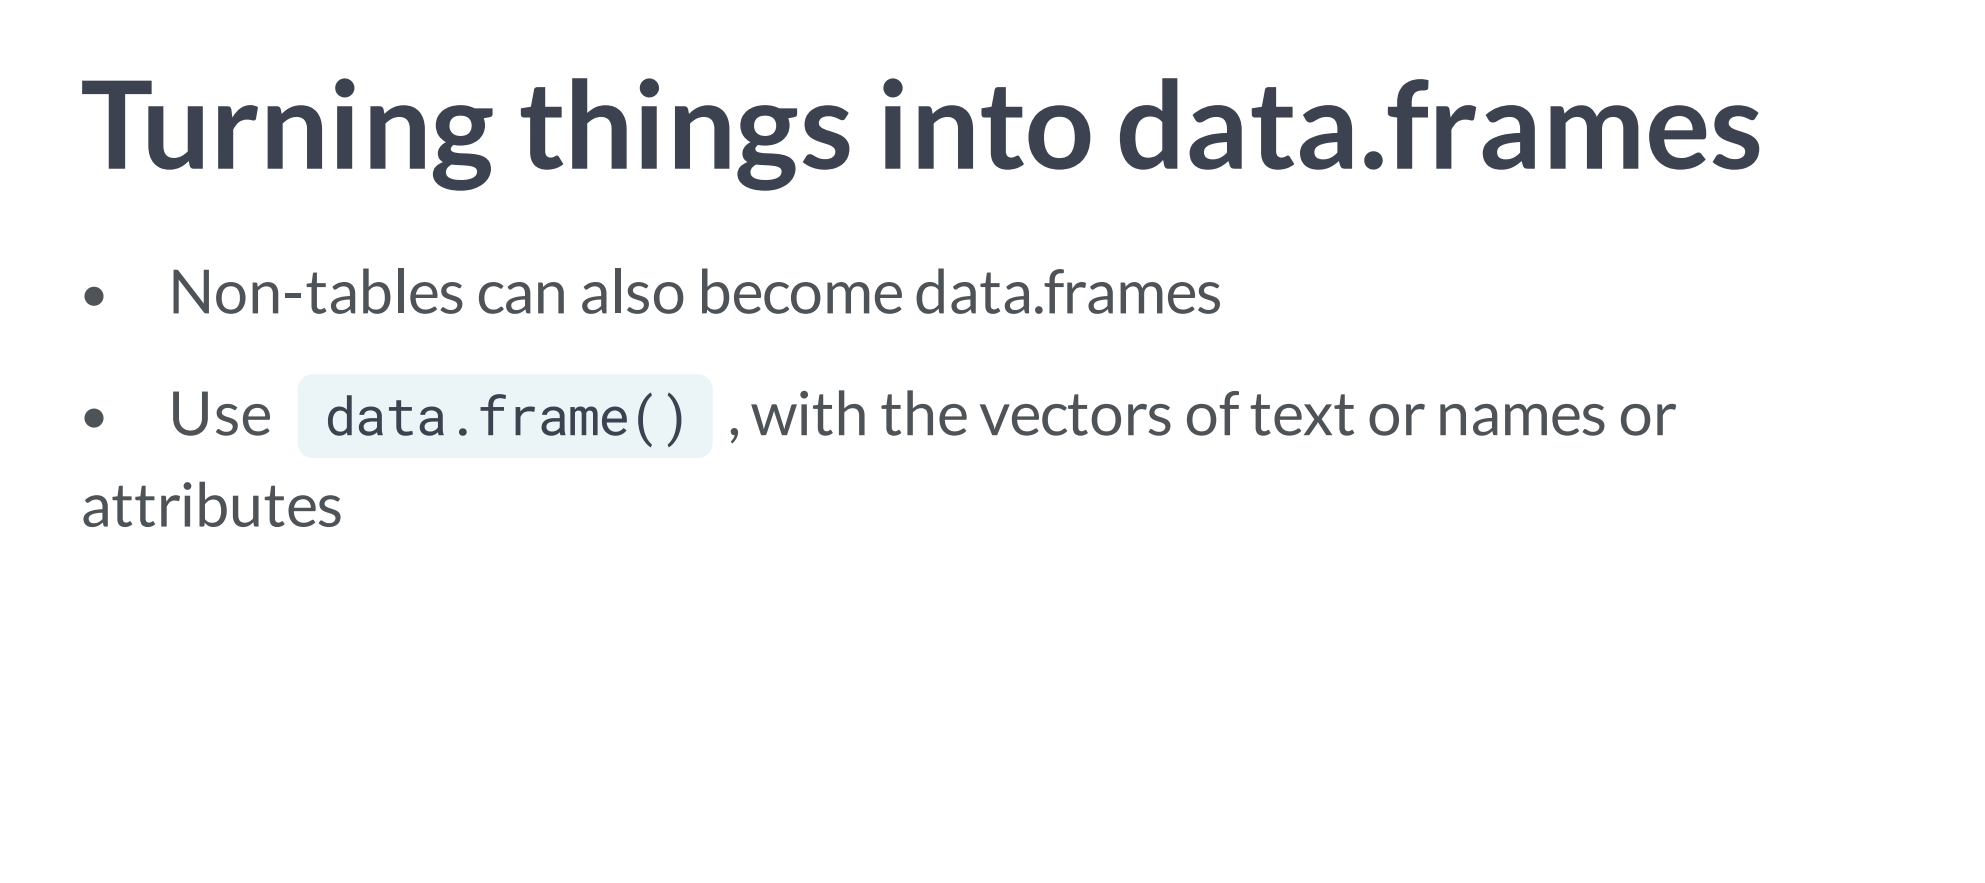 Turning things into data.frames
• Non-tables can also become data.frames
• Use data.frame() , with the vectors of text or names or
attributes